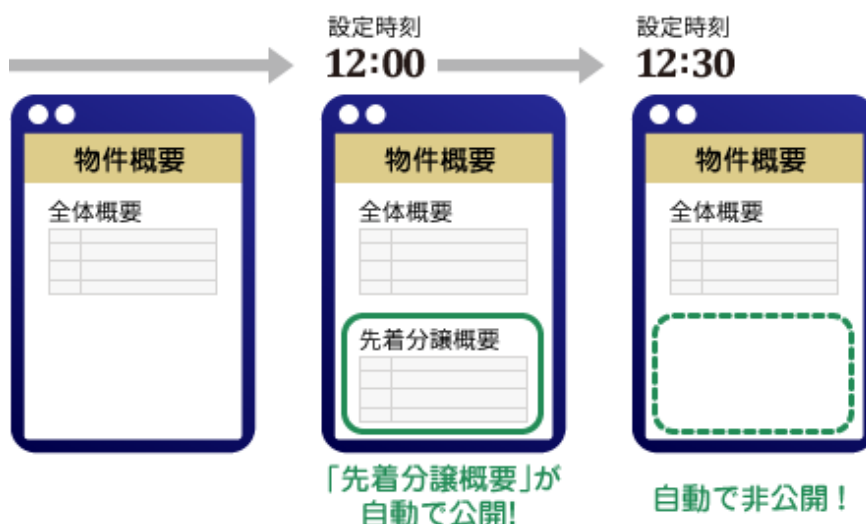 設定時刻
12:00
設定時刻
12:30
物件概要
全体概要
物件概要
全体概要
先着分譲概要
物件概要
全体概要
「先着分譲概要」が
自動で公開!
自動で非公開!